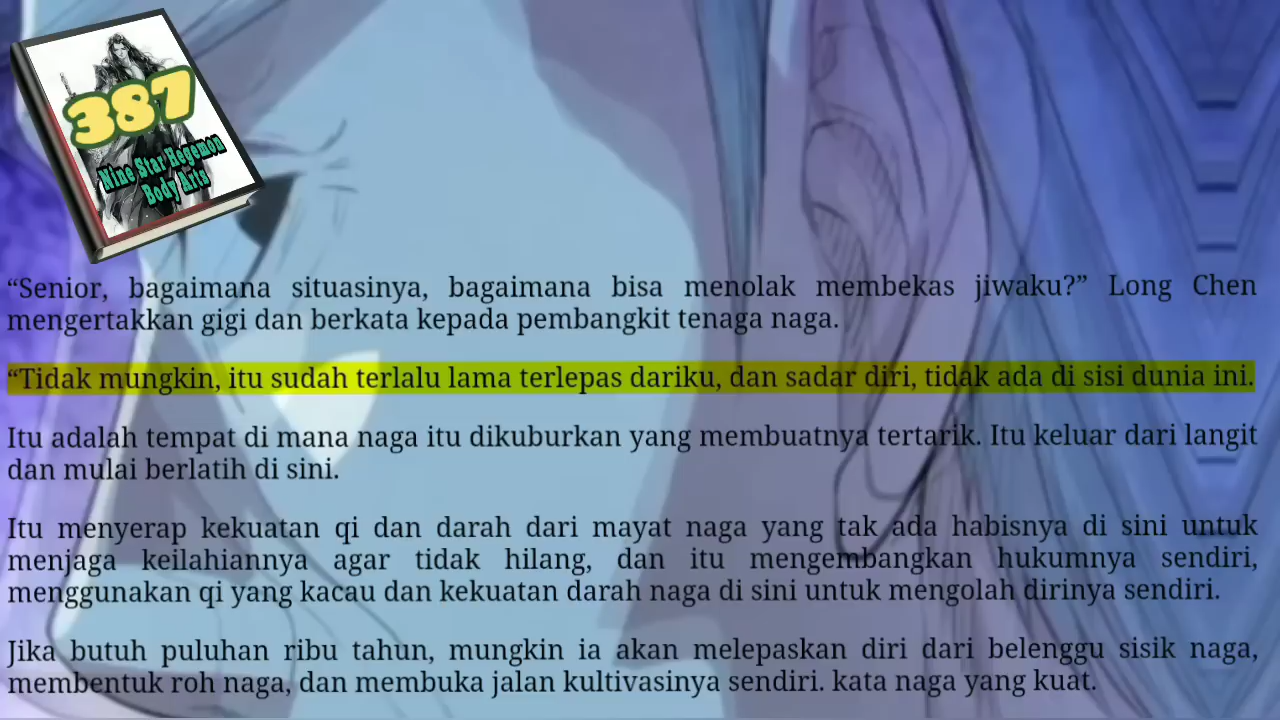 387
Nine Star Hegemon
Body Arts
“Senior, bagaimana situasinya, bagaimana bisa menolak membekas jiwaku?” Long Chen
mengertakkan gigi dan berkata kepada pembangkit tenaga naga.
“Tidak mungkin, itu sudah terlalu lama terlepas dariku, dan sadar diri, tidak ada di sisi dunia ini.
Itu adalah tempat di mana naga itu dikuburkan yang membuatnya tertarik. Itu keluar dari langit
dan mulai berlatih di sini.
Itu menyerap kekuatan qi dan darah dari mayat naga yang tak ada habisnya di sini untuk
menjaga keilahiannya agar tidak hilang, dan itu mengembangkan hukumnya sendiri,
menggunakan qi yang kacau dan kekuatan darah naga di sini untuk mengolah dirinya sendiri.
Jika butuh puluhan ribu tahun, mungkin ia akan melepaskan diri dari belenggu sisik naga,
membentuk roh naga, dan membuka jalan kultivasinya sendiri. kata naga yang kuat.